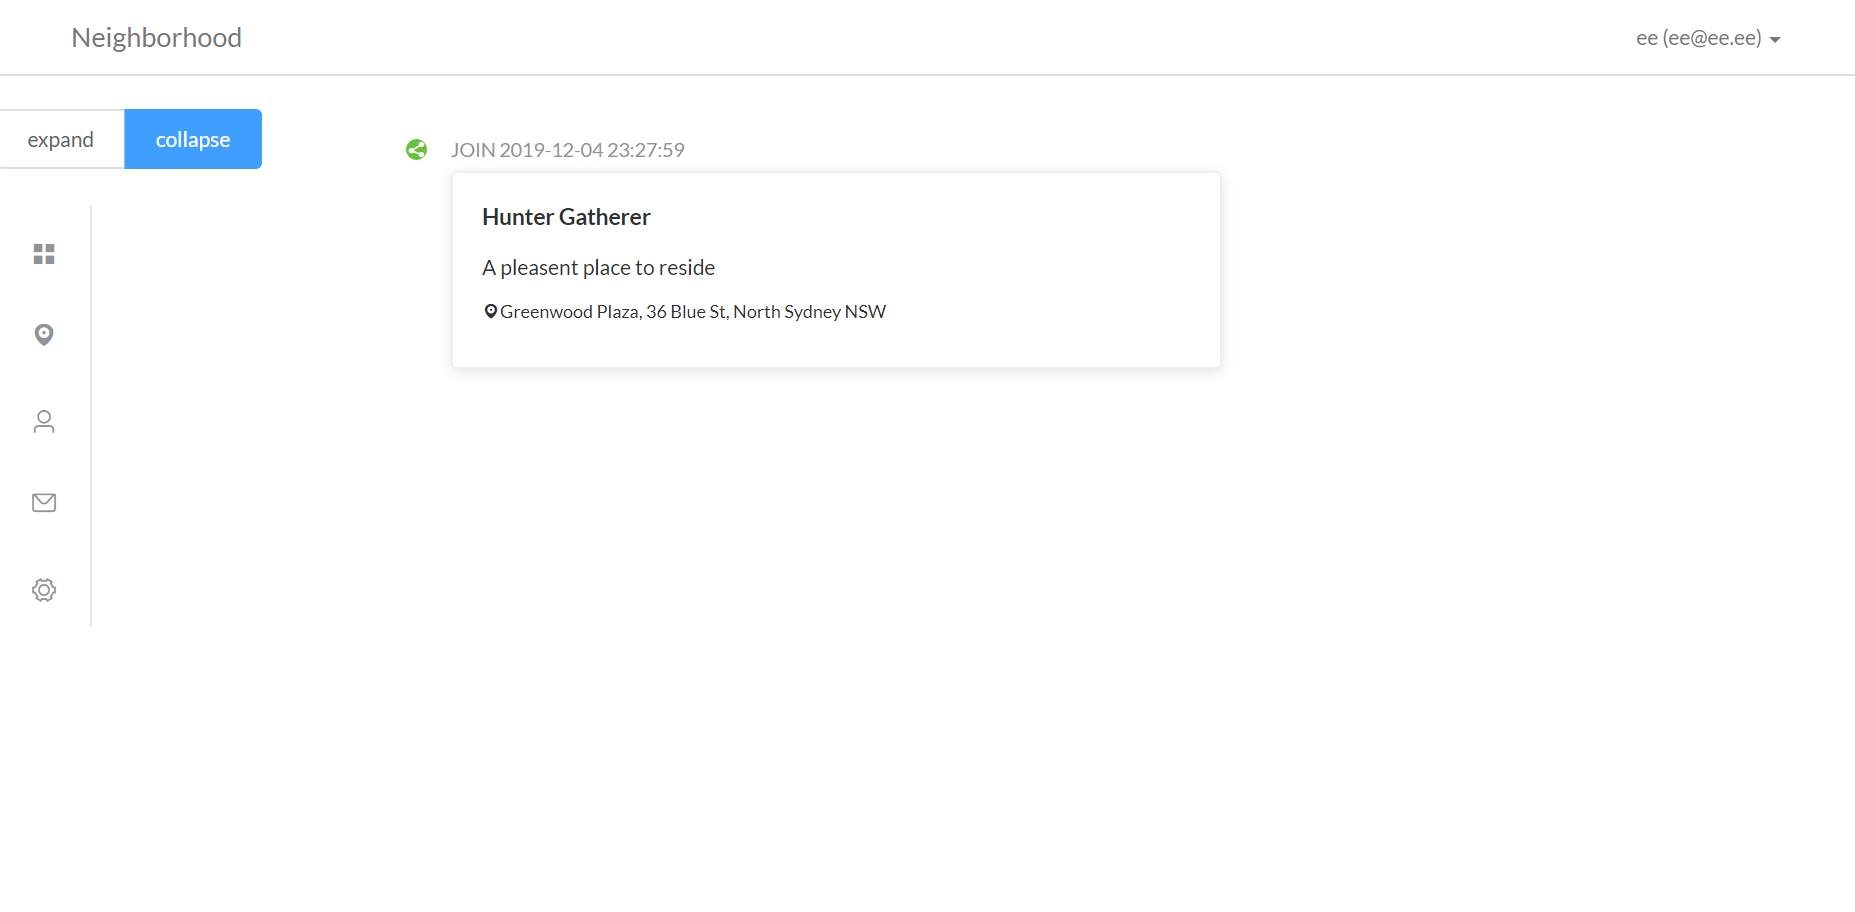 Neighborhood
ee (ee@ee.ee)
expand
collapse
JOIN 2019-12-04 23:27:59
Hunter Gatherer
A pleasent place to reside
Greenwood Plaza, 36 Blue St, North Sydney NSW